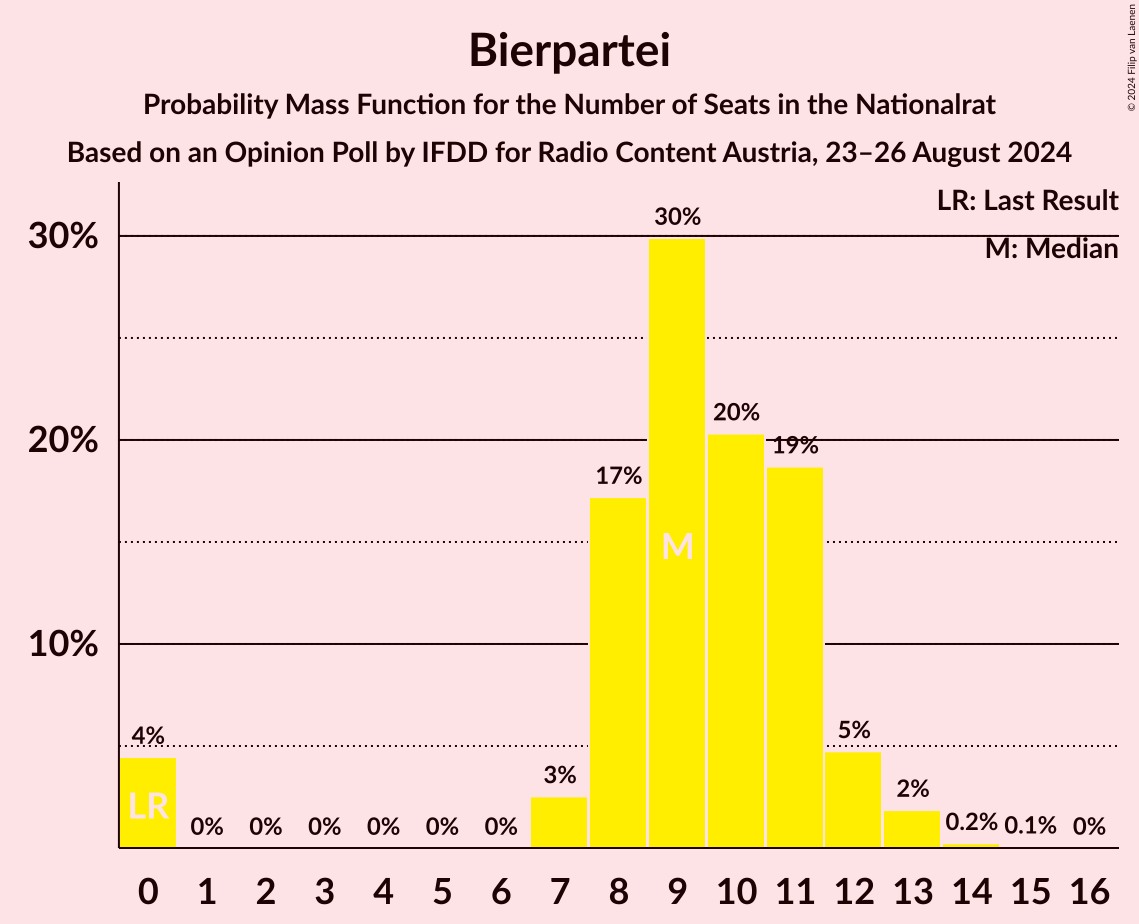 Bierpartei
Probability Mass Function for the Number of Seats in the Nationalrat
Based on an Opinion Poll by IFDD for Radio Content Austria, 23–26 August 2024
© 2024 Filip van Laenen
LR: Last Result
M: Median
30%
20%
10%
4%
0%
0%
0%
0%
0%
0%
3%
17%
30%
20%
19%
5%
2%
0.2%
0.1%
0%
LR
M
0 1 2 3 4 5 6 7 8 9 10 11 12 13 14 15 16